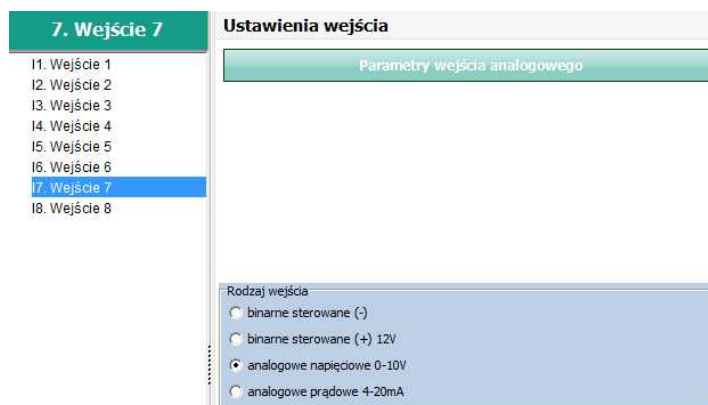 7. Wejście 7
I1. Wejście 1
I2. Wejście 2
I3. Wejście 3
I4. Wejście 4
I5. Wejście 5
I6. Wejście 6
I7. Wejście 7
I8. Wejście 8
Ustawienia wejścia
Parametry wejścia analogowego
Rodzaj wejścia
binarne sterowane (-)
binarne sterowane (+) 12V
analogowe napięciowe 0-10V
analogowe prądowe 4-20mA